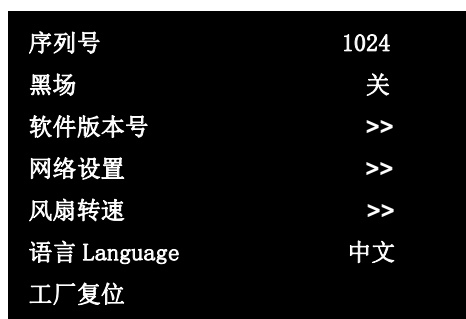 序列号 1024
黑场 关
软件版本号 >>
网络设置 >>
风扇转速 >>
语言 Language 中文
工厂复位